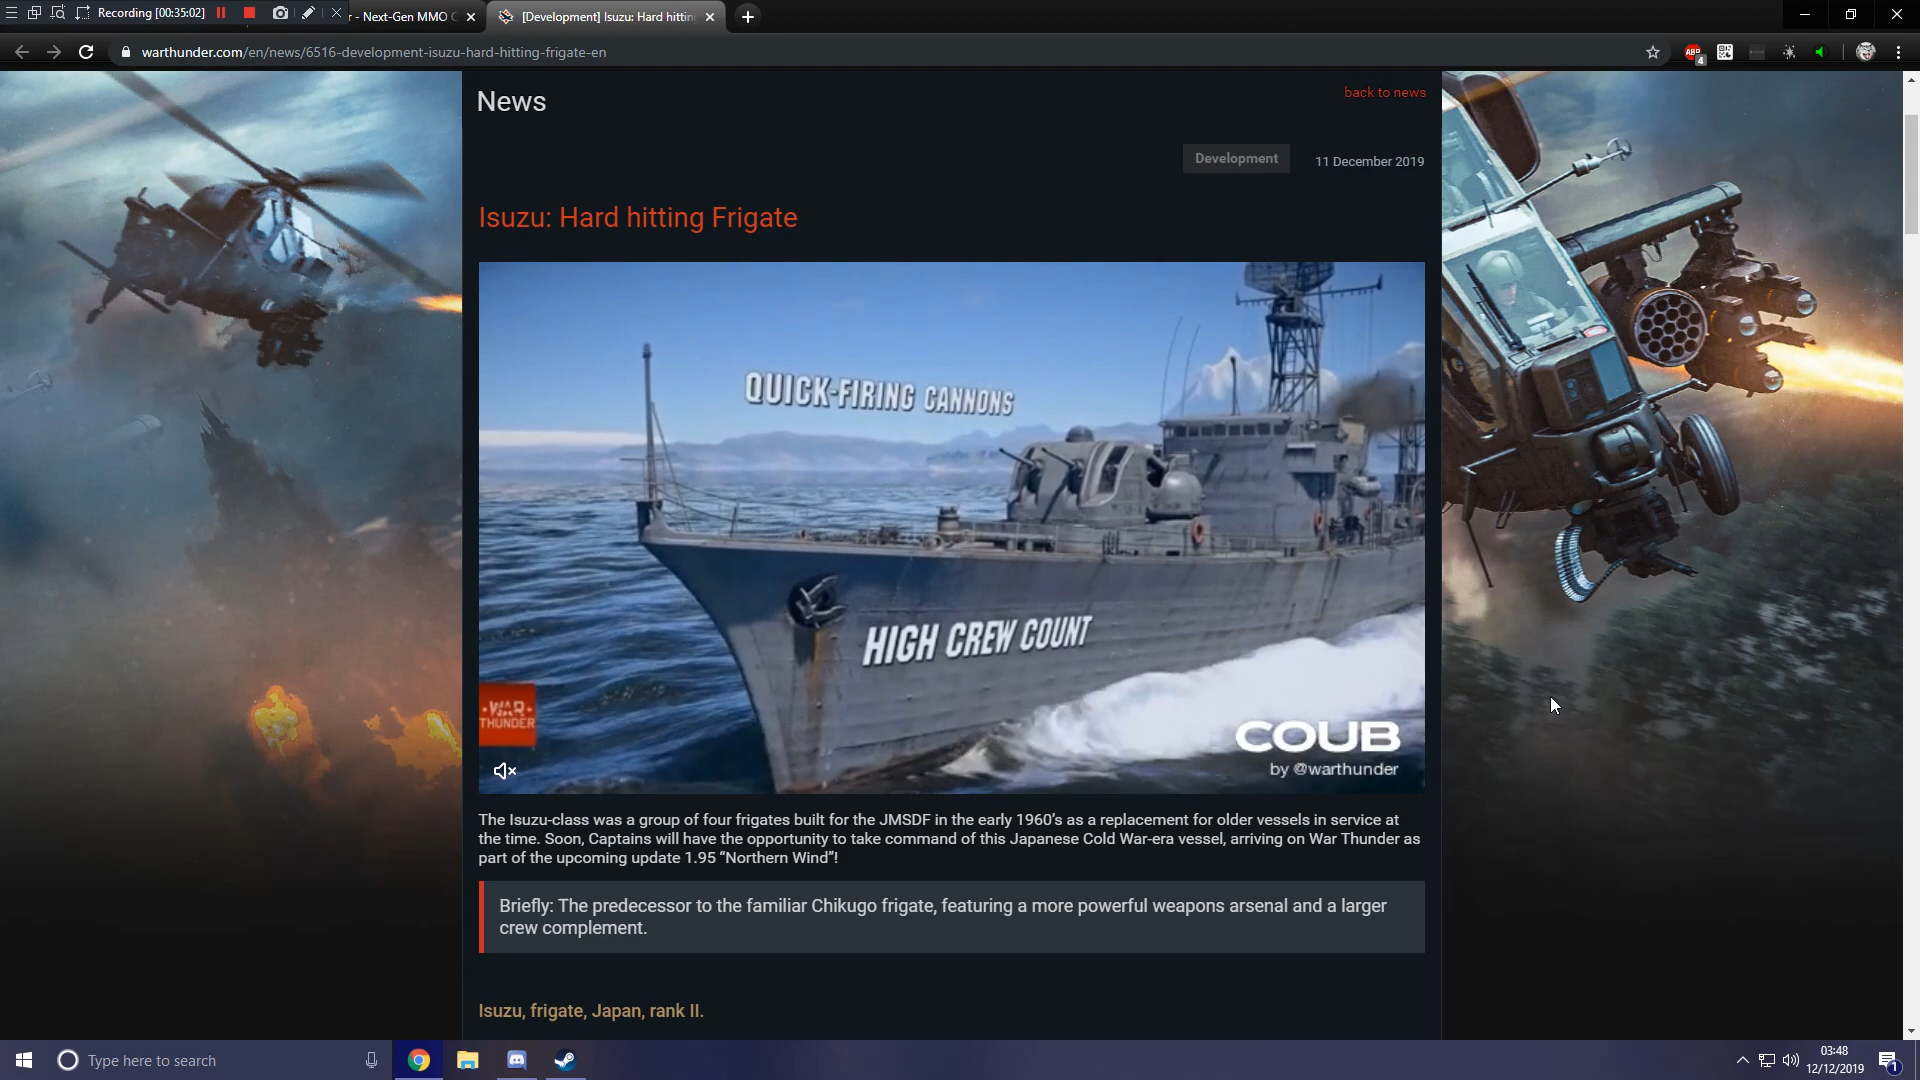 Recording [00:35:02]
r - Next-Gen MMO C
[Development] Isuzu: Hard hittin
warthunder.com/en/news/6516-development-isuzu-hard-hitting-frigate-en
ABP
4
News
back to news
Development
11 December 2019
Isuzu: Hard hitting Frigate
QUICK-FIRING CANNONS
HIGH CREW COUNT
WAR
THUNDER
COUB
by @warthunder
The Isuzu-class was a group of four frigates built for the JMSDF in the early 1960’s as a replacement for older vessels in service at
the time. Soon, Captains will have the opportunity to take command of this Japanese Cold War-era vessel, arriving on War Thunder as
part of the upcoming update 1.95 “Northern Wind”!
Briefly: The predecessor to the familiar Chikugo frigate, featuring a more powerful weapons arsenal and a larger
crew complement.
Isuzu, frigate, Japan, rank II.
Type here to search
03:48
12/12/2019
1